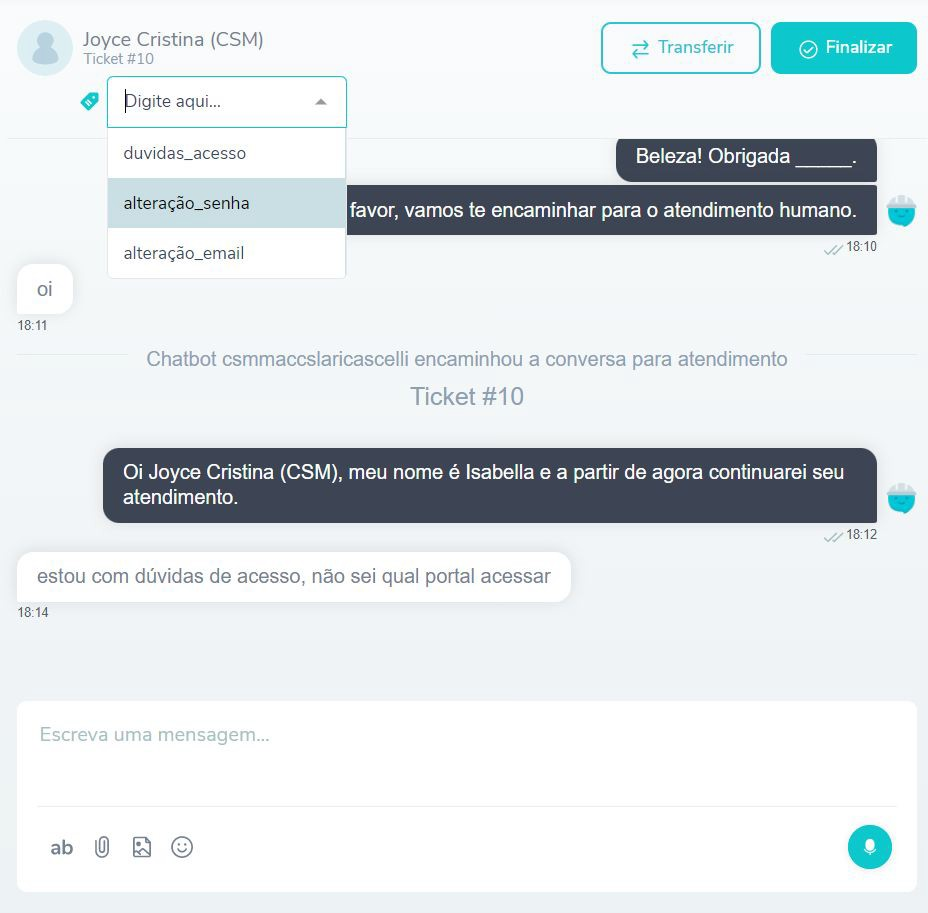 Joyce Cristina (CSM)
Ticket #10
Transferir
Finalizar
Digite aqui...
duvidas_acesso
alteração_senha
alteração_email
Beleza! Obrigada _____.
favor, vamos te encaminhar para o atendimento humano.
18:10
oi
18:11
Chatbot csmmaccslaricascelli encaminhou a conversa para atendimento
Ticket #10
Oi Joyce Cristina (CSM), meu nome é Isabella e a partir de agora continuarei seu
atendimento.
18:12
estou com dúvidas de acesso, não sei qual portal acessar
18:14
Escreva uma mensagem...
ab